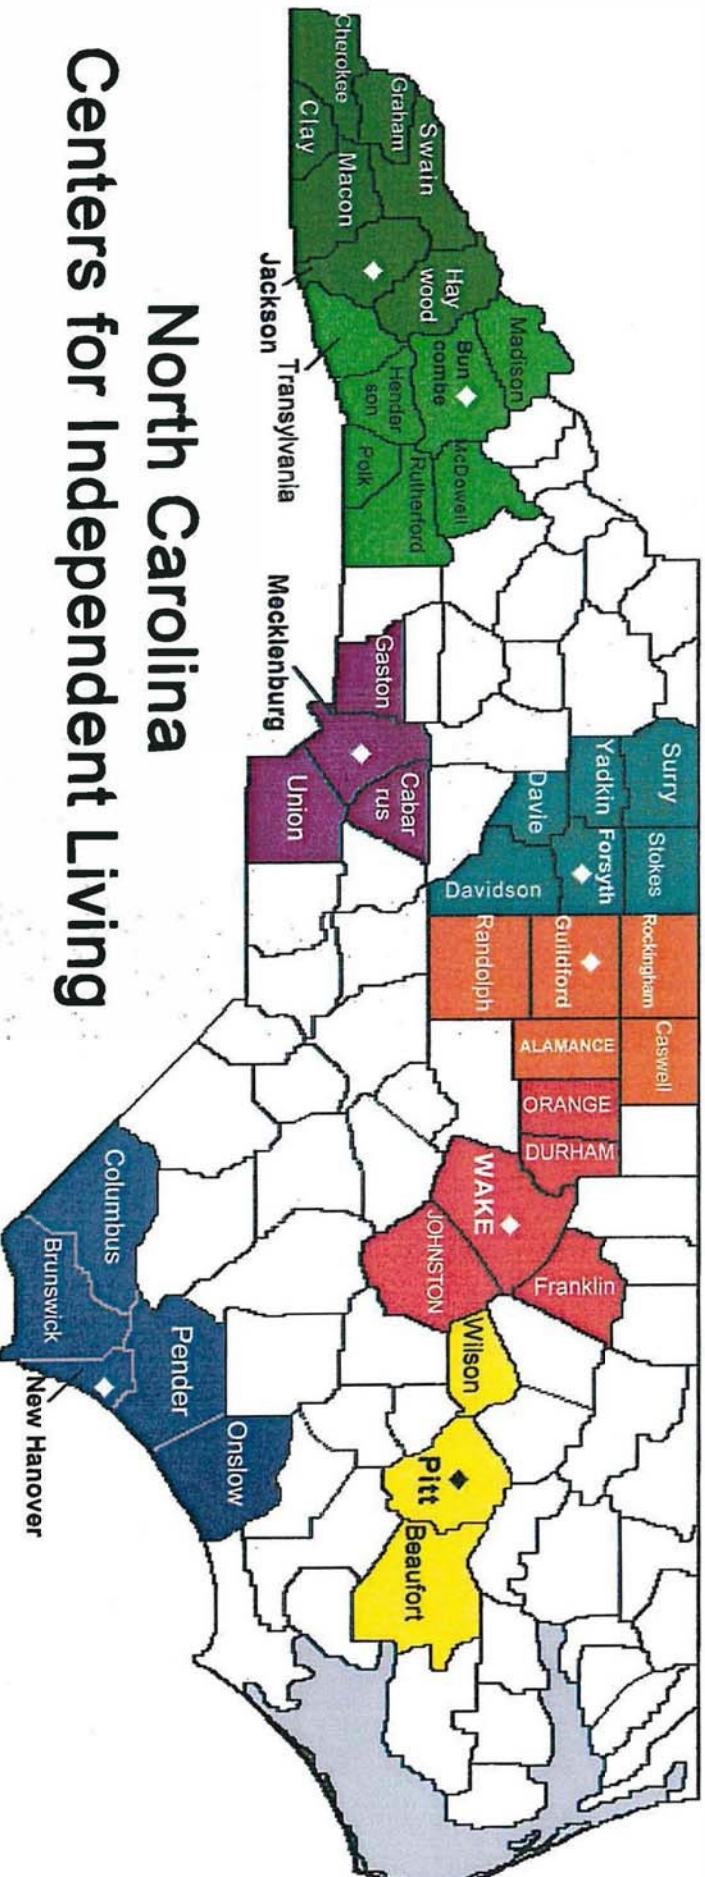 Cherokee
Graham
Swain
Clay
Macon
Jackson
Hay
wood
Transylvania
Madison
Bun
combe
Hender
son
Polk
McDowell
Rutherford
Gaston
Mecklenburg
Cabar
rus
Union
Surry
Stokes
Yadkin
Forsyth
Davie
Davidson
Rockingham
Caswell
Guildford
ALAMANCE
Randolph
ORANGE
DURHAM
WAKE
Franklin
JOHNSTON
Wilson
Pitt
Beaufort
Columbus
Brunswick
Pender
New Hanover
Onslow
North Carolina
Centers for Independent Living